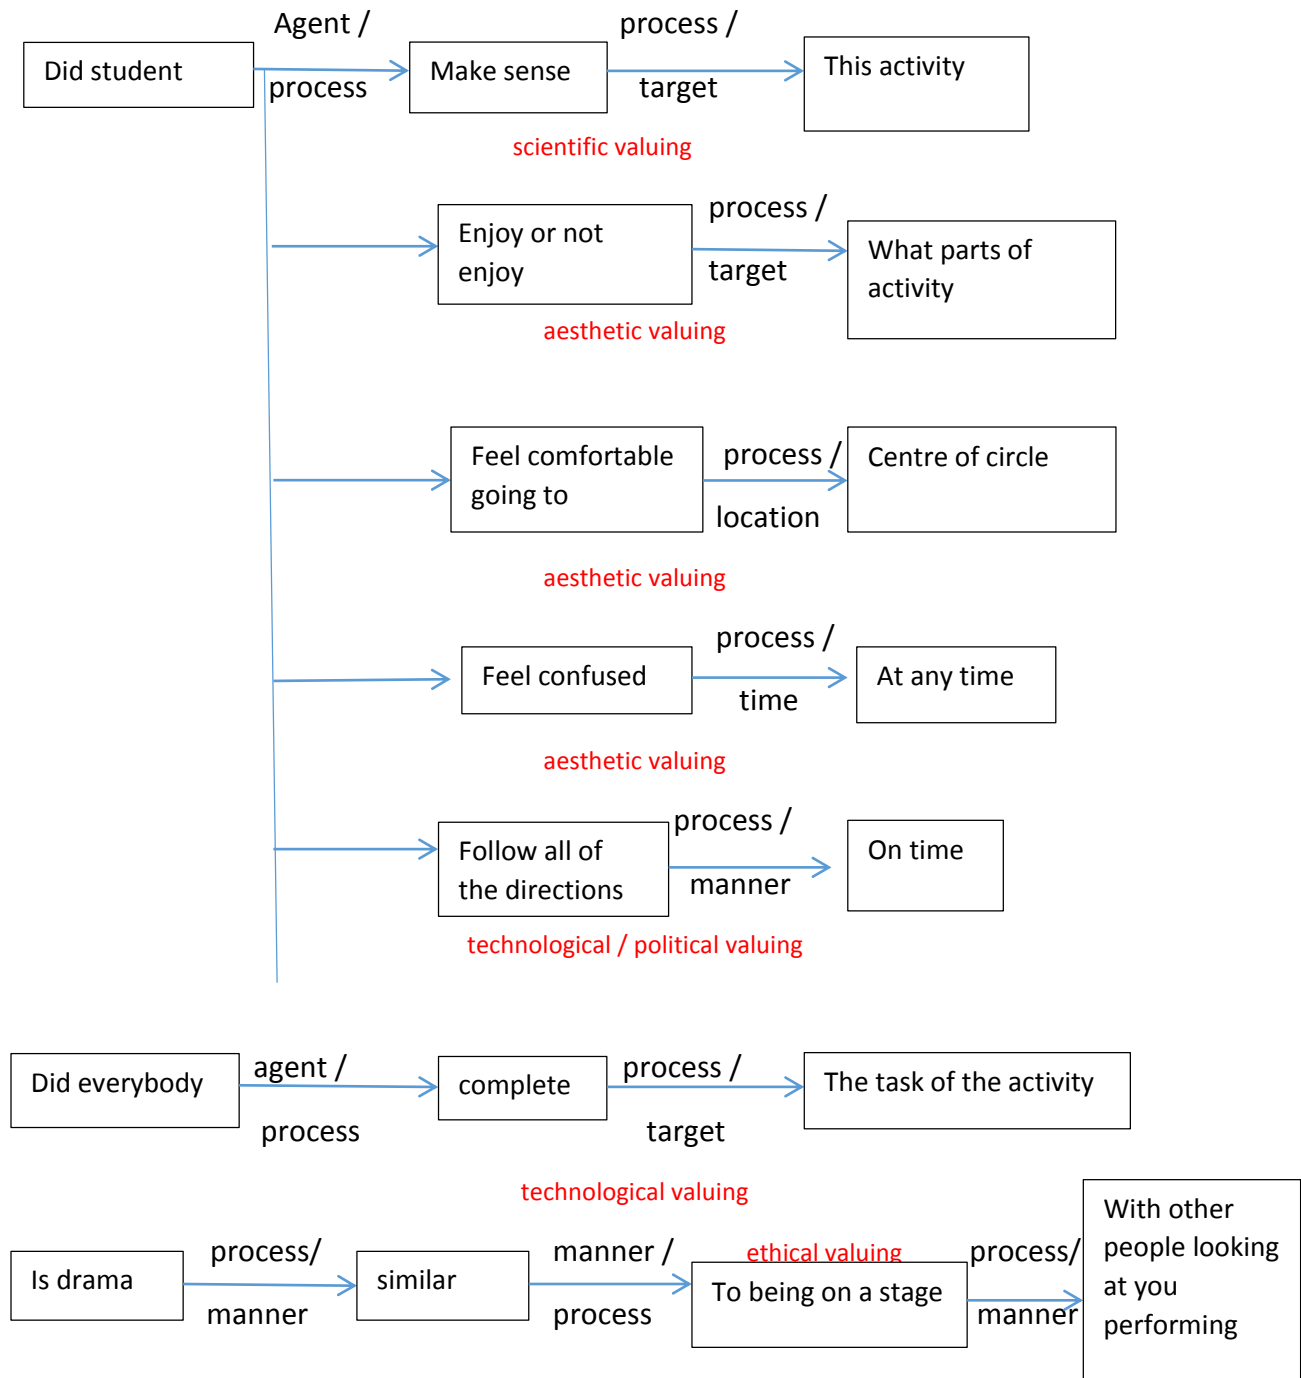 Agent /
process /
Did student
Make sense
This activity
process
target
scientific valuing
process /
Enjoy or not
enjoy
target
What parts of
activity
aesthetic valuing
Feel comfortable
going to
process /
location
Centre of circle
aesthetic valuing
process /
Feel confused
time
At any time
aesthetic valuing
process /
Follow all of
the directions
manner
On time
technological / political valuing
Did everybody
agent /
process
complete
process /
target
The task of the activity
technological valuing
Is drama
process/
manner
similar
manner /
process
ethical valuing
To being on a stage
process/
manner
With other
people looking
at you
performing